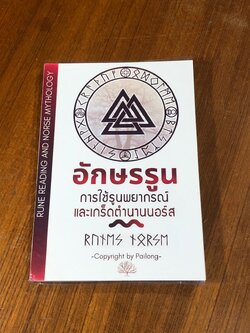 RUNE READING AND NORSE MYTHOLOGY
อักษรรูน
การใช้รูนพยากรณ์
และเกร็ดตำนานนอร์ส
ᚱᚢᚾᛖᛊ ᚾᛟᚱᛊᛖ
-Copyright by Pailong-